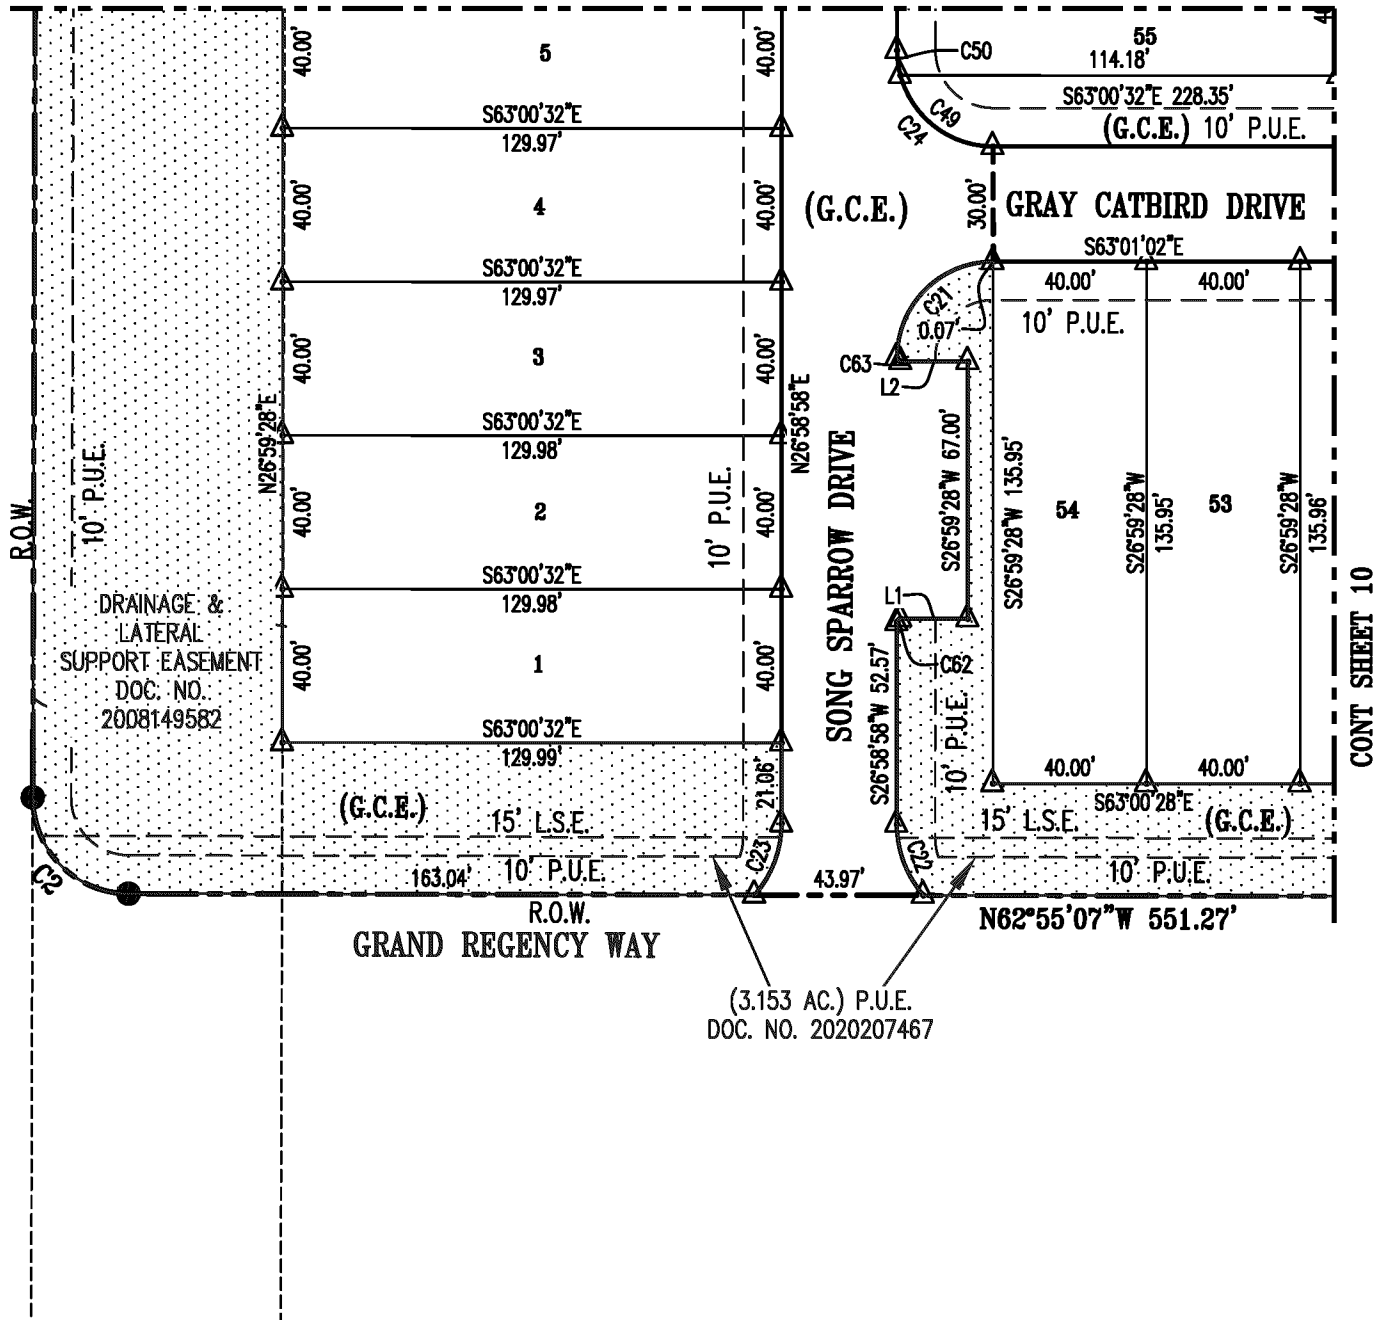 40.00'
5
40.00'
S63°00'32"E
129.97'
40.00'
4
40.00'
S63°00'32"E
129.97'
40.00'
3
40.00'
S63°00'32"E
129.98'
40.00'
2
40.00'
S63°00'32"E
129.98'
40.00'
1
40.00'
S63°00'32"E
129.99'
N26°59'28"E
N26°58'58"E
10' P.U.E.
R.O.W.
10' P.U.E.
DRAINAGE &
LATERAL
SUPPORT EASEMENT
DOC. NO.
2008149582
(G.C.E.)
15' L.S.E.
10' P.U.E.
163.04'
21.06'
C23
C2
R.O.W.
GRAND REGENCY WAY
43.97'
(3.153 AC.) P.U.E.
DOC. NO. 2020207467
C50
55
114.18'
S63°00'32"E 228.35'
(G.C.E.) 10' P.U.E.
C49
C24
(G.C.E.)
30.00'
GRAY CATBIRD DRIVE
S63°01'02"E
40.00'
40.00'
10' P.U.E.
C21
0.07'
C63
L2
SONG SPARROW DRIVE
S26°59'28"W 67.00'
S26°59'28"W 135.95'
54
S26°59'28"W
135.95'
53
S26°59'28"W
135.96'
L1
C62
S26°58'58"W 52.57'
10' P.U.E.
40.00'
40.00'
S63°00'28"E
15' L.S.E.
(G.C.E.)
C22
10' P.U.E.
N62°55'07"W 551.27'
CONT SHEET 10